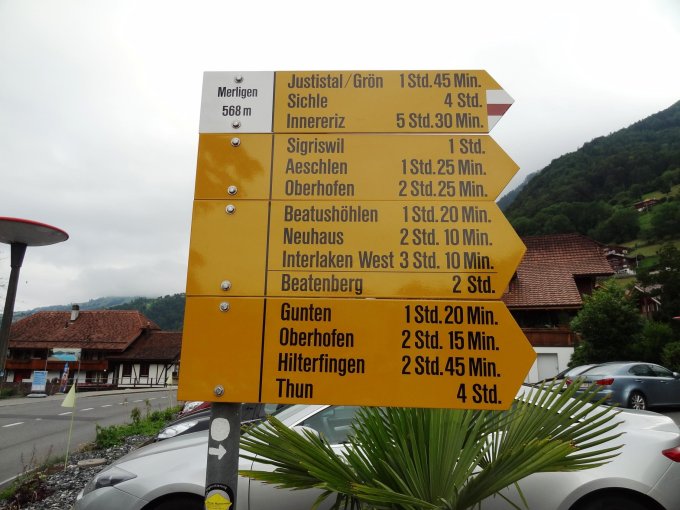 Merligen
568 m
Justistal/Grön 1 Std. 45 Min.
Sichle 4 Std.
Innereriz 5 Std. 30 Min.
Sigriswil 1 Std.
Aeschlen 1 Std. 25 Min.
Oberhofen 2 Std. 25 Min.
Beatushöhlen 1 Std. 20 Min.
Neuhaus 2 Std. 10 Min.
Interlaken West 3 Std. 10 Min.
Beatenberg 2 Std.
Gunten 1 Std. 20 Min.
Oberhofen 2 Std. 15 Min.
Hilterfingen 2 Std. 45 Min.
Thun 4 Std.